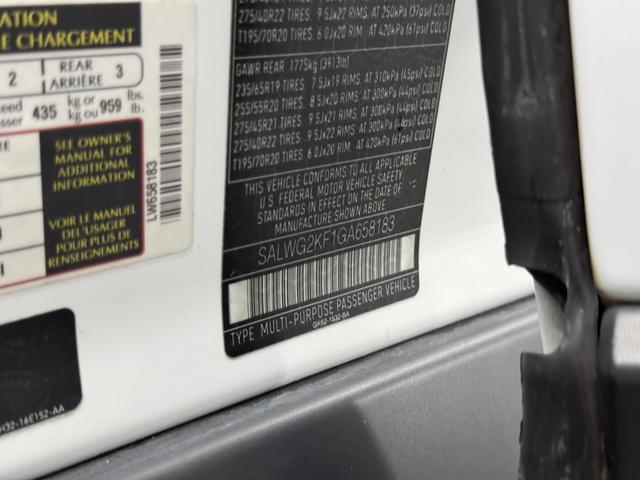 ATION
E CHARGEMENT
2 REAR ARRIÈRE 3
435 kg or kg ou 959 lb. lbs.
SEE OWNER'S
MANUAL FOR
ADDITIONAL
INFORMATION
VOIR LE MANUEL
DE L'USAGER
POUR PLUS DE
RENSEIGNEMENTS
LW658183
275/40R22 TIRES. 9 5Jx22 RIMS. AT 250kPa (37psi) COLD
T195/70R20 TIRES. 6 0Jx20 RIM. AT 420kPa (61psi) COLD
GAWR REAR 1775kg (3913lb)
235/65R19 TIRES 7 5Jx19 RIMS AT 310kPa (45psi) COLD
255/55R20 TIRES. 8 5Jx20 RIMS. AT 300kPa (44psi) COLD
275/45R21 TIRES. 9 5Jx21 RIMS. AT 300kPa (44psi) COLD
275/40R22 TIRES. 9 5Jx22 RIMS. AT 300kPa (44psi) COLD
T195/70R20 TIRES. 6 0Jx20 RIM. AT 420kPa (61psi) COLD
THIS VEHICLE CONFORMS TO ALL APPLICABLE
U S FEDERAL MOTOR VEHICLE SAFETY
STANDARDS IN EFFECT ON THE DATE OF
MANUFACTURE SHOWN ABOVE
SALWG2KF1GA658183
TYPE MULTI-PURPOSE PASSENGER VEHICLE
GK62-1532-BA
H32-16E152-AA